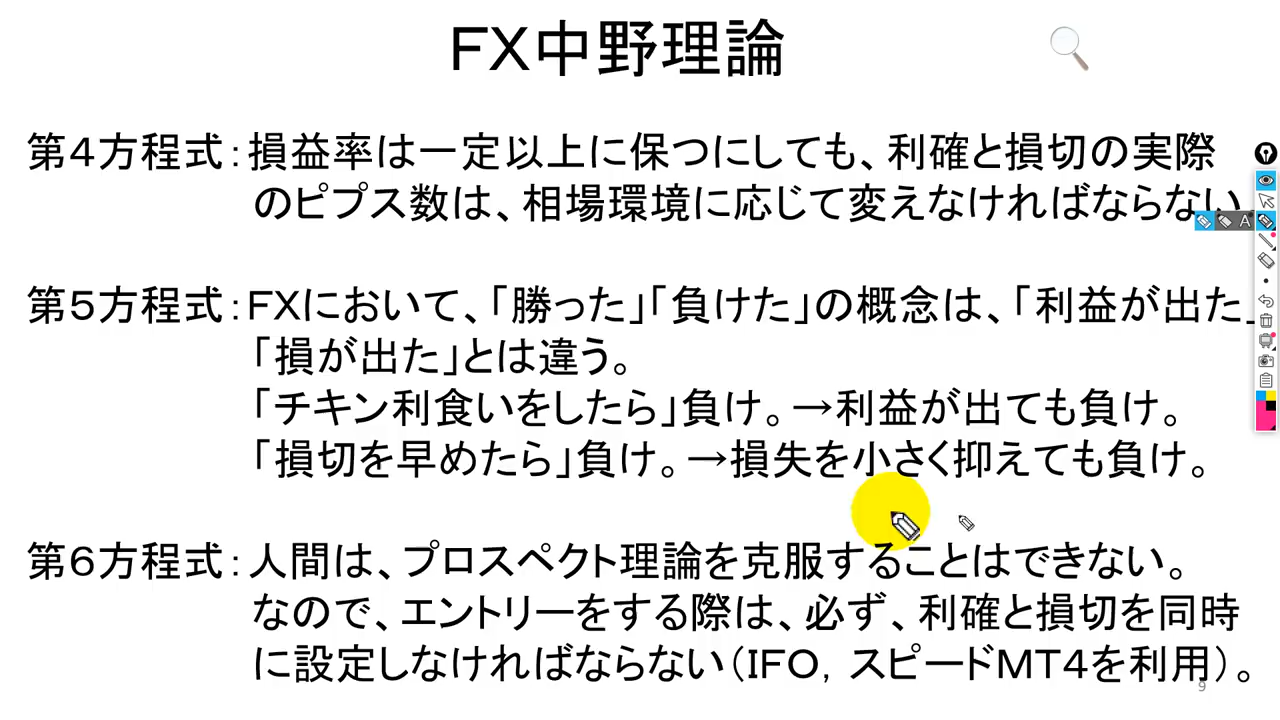 FX中野理論
第4方程式：損益率は一定以上に保つにしても、利確と損切の実際
のピプス数は、相場環境に応じて変えなければならない
第5方程式：FXにおいて、「勝った」「負けた」の概念は、「利益が出た」
「損が出た」とは違う。
「チキン利食いをしたら」負け。→利益が出ても負け。
「損切を早めたら」負け。→損失を小さく抑えても負け。
第6方程式：人間は、プロスペクト理論を克服することはできない。
なので、エントリーをする際は、必ず、利確と損切を同時
に設定しなければならない（IFO，スピードMT4を利用）。
9
A